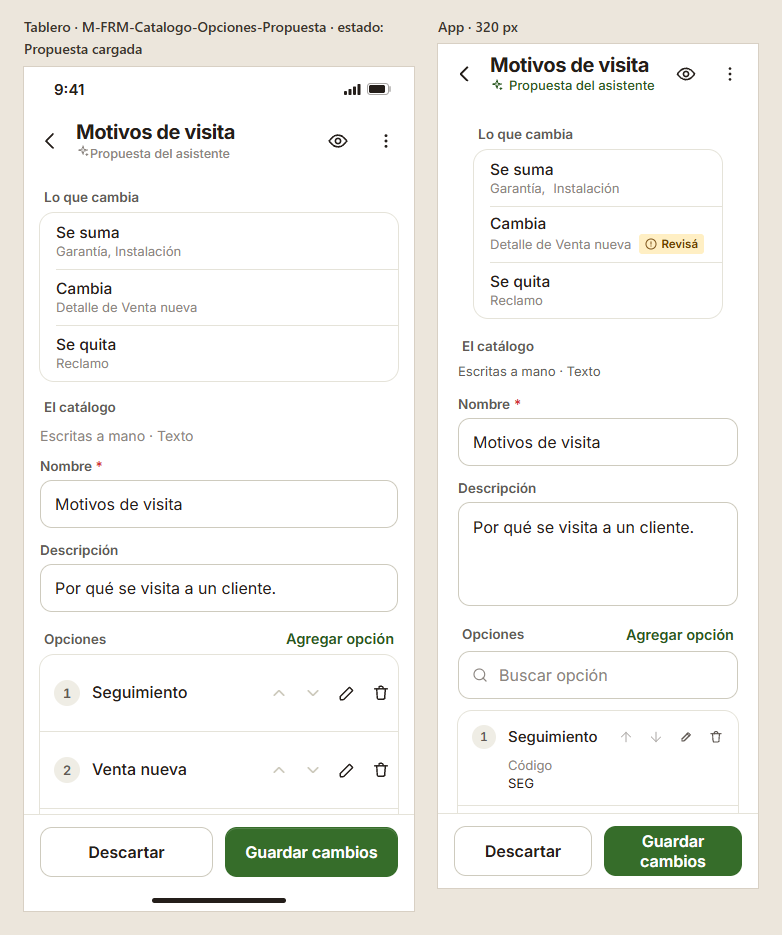 Tablero · M-FRM-Catalogo-Opciones-Propuesta · estado:
Propuesta cargada
9:41
Motivos de visita
Propuesta del asistente
Lo que cambia
Se suma
Garantía, Instalación
Cambia
Detalle de Venta nueva
Se quita
Reclamo
El catálogo
Escritas a mano · Texto
Nombre *
Motivos de visita
Descripción
Por qué se visita a un cliente.
Opciones
Agregar opción
1
Seguimiento
2
Venta nueva
Descartar
Guardar cambios
App · 320 px
Motivos de visita
Propuesta del asistente
Lo que cambia
Se suma
Garantía, Instalación
Cambia
Detalle de Venta nueva
Revisá
Se quita
Reclamo
El catálogo
Escritas a mano · Texto
Nombre *
Motivos de visita
Descripción
Por qué se visita a un cliente.
Opciones
Agregar opción
Buscar opción
1
Seguimiento
Código
SEG
Descartar
Guardar
cambios